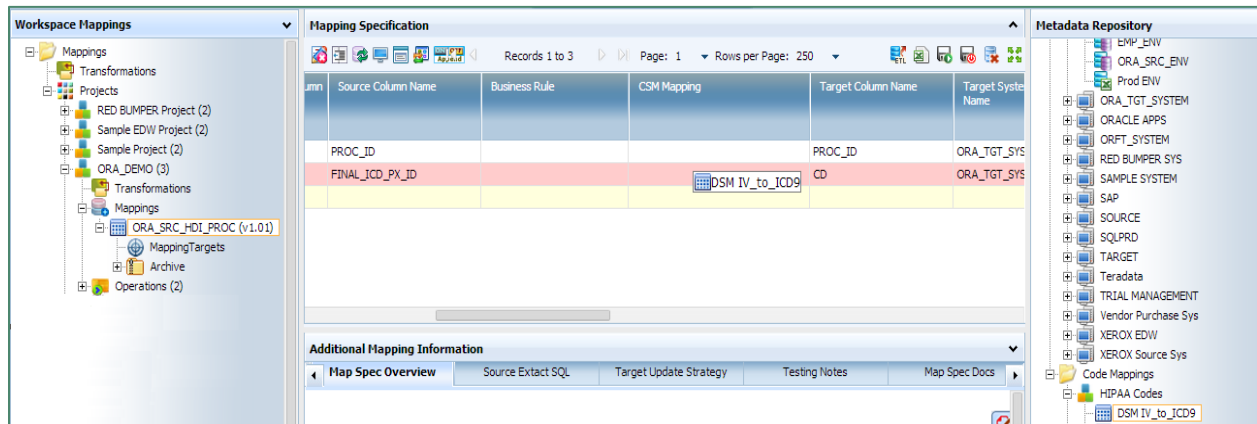 Workspace Mappings
Mappings
Transformations
Projects
RED BUMPER Project (2)
Sample EDW Project (2)
Sample Project (2)
ORA_DEMO (3)
Transformations
Mappings
ORA_SRC_HDI_PROC (v1.01)
MappingTargets
Archive
Operations (2)
Mapping Specification
Records 1 to 3 Page: 1 Rows per Page: 250 ETL
umn Source Column Name Business Rule CSM Mapping Target Column Name Target Syste
Name
PROC_ID PROC_ID ORA_TGT_SYS
FINAL_ICD_PX_ID DSM IV_to_ICD9 CD ORA_TGT_SYS
Additional Mapping Information
Map Spec Overview Source Extact SQL Target Update Strategy Testing Notes Map Spec Docs
Metadata Repository
EMP_ENV
ORA_SRC_ENV
Prod ENV
ORA_TGT_SYSTEM
ORACLE APPS
ORFT_SYSTEM
RED BUMPER SYS
SAMPLE SYSTEM
SAP
SOURCE
SQLPRD
TARGET
Teradata
TRIAL MANAGEMENT
Vendor Purchase Sys
XEROX EDW
XEROX Source Sys
Code Mappings
HIPAA Codes
DSM IV_to_ICD9